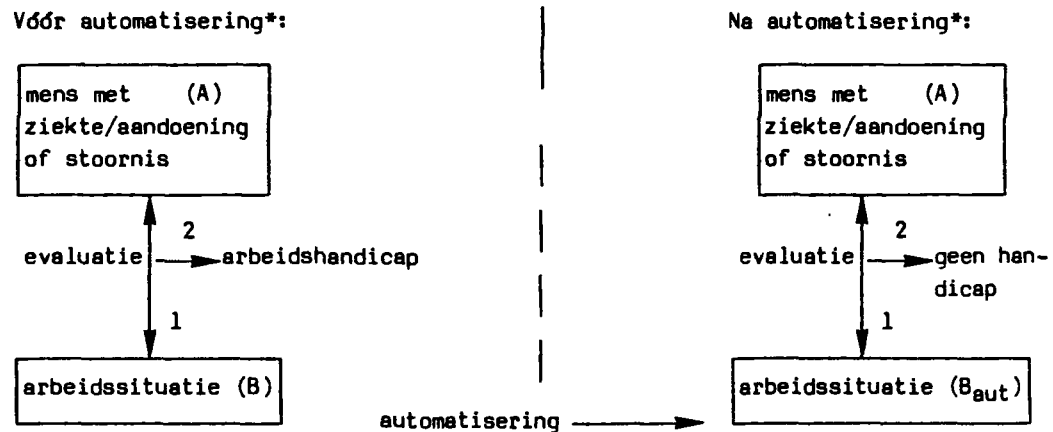 Vóór automatisering*:
mens met (A)
ziekte/aandoening
of stoornis
2
evaluatie
arbeidshandicap
1
arbeidssituatie (B)
automatisering
Na automatisering*:
mens met (A)
ziekte/aandoening
of stoornis
2
evaluatie
geen han-
dicap
1
arbeidssituatie (Baut)